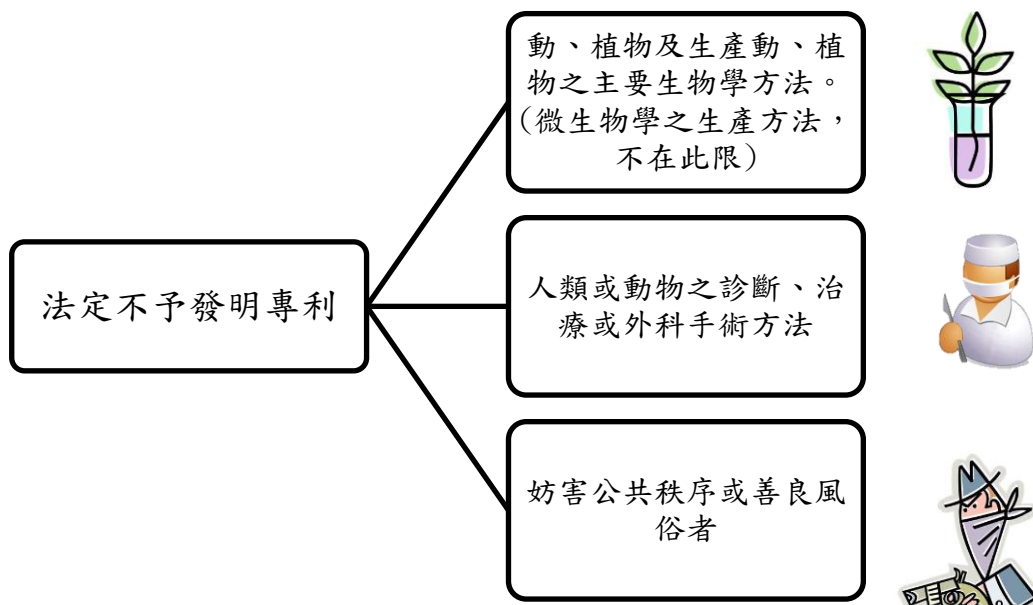 動、植物及生產動、植
物之主要生物學方法。
(微生物學之生產方法，
不在此限)
法定不予發明專利
人類或動物之診斷、治
療或外科手術方法
妨害公共秩序或善良風
俗者